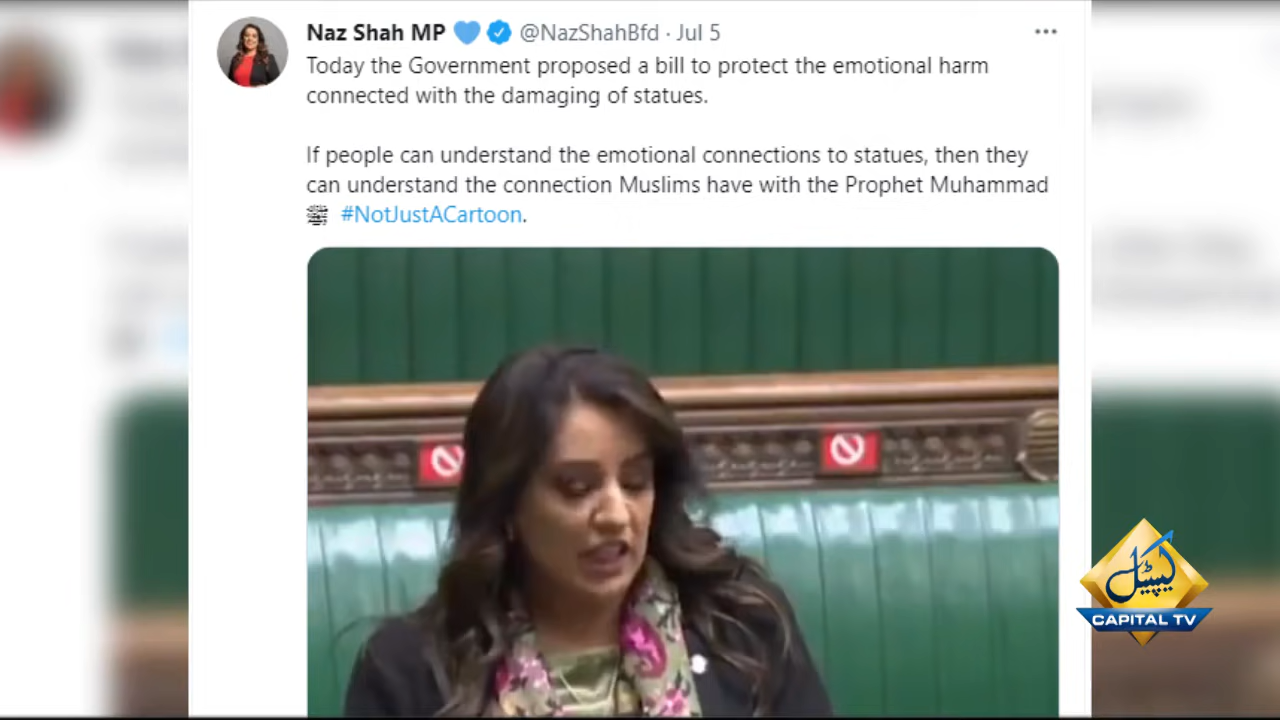 Naz Shah MP 💙 @NazShahBfd · Jul 5
Today the Government proposed a bill to protect the emotional harm
connected with the damaging of statues.
If people can understand the emotional connections to statues, then they
can understand the connection Muslims have with the Prophet Muhammad
ﷺ #NotJustACartoon.
کیپیٹل
CAPITAL TV